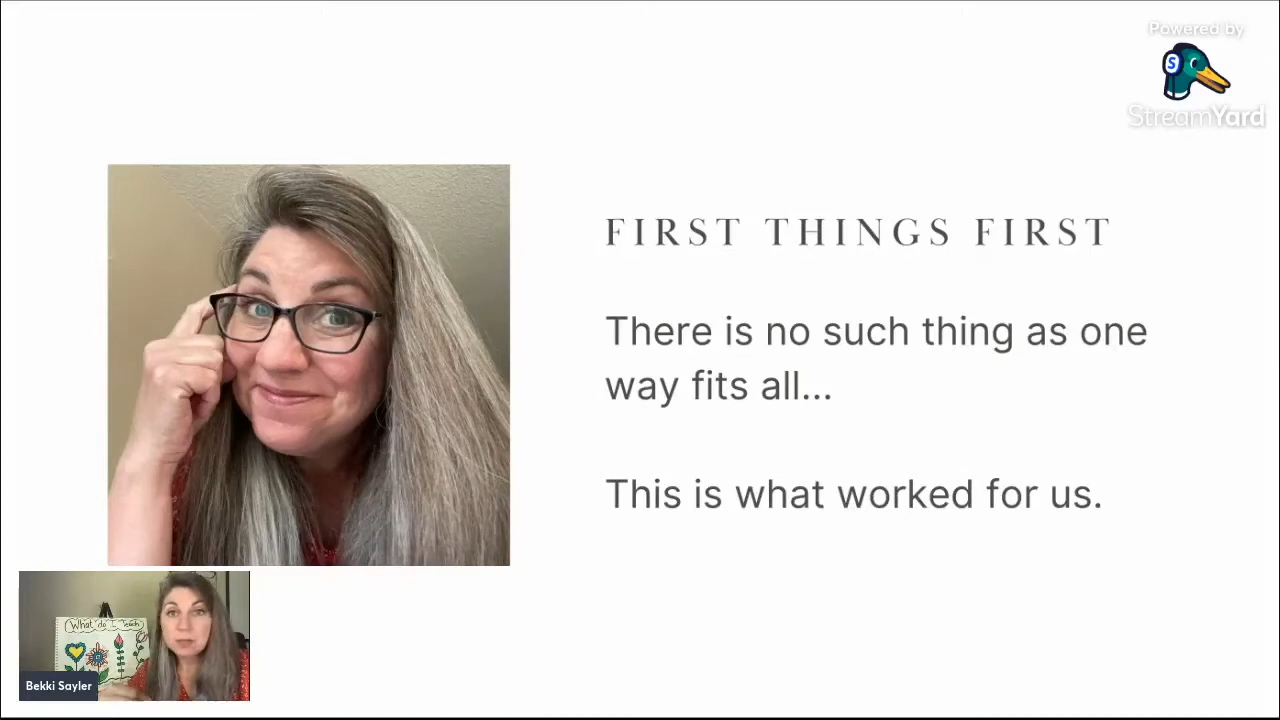 Powered by
StreamYard
FIRST THINGS FIRST
There is no such thing as one
way fits all...
This is what worked for us.
What do I Teach
Bekki Sayler